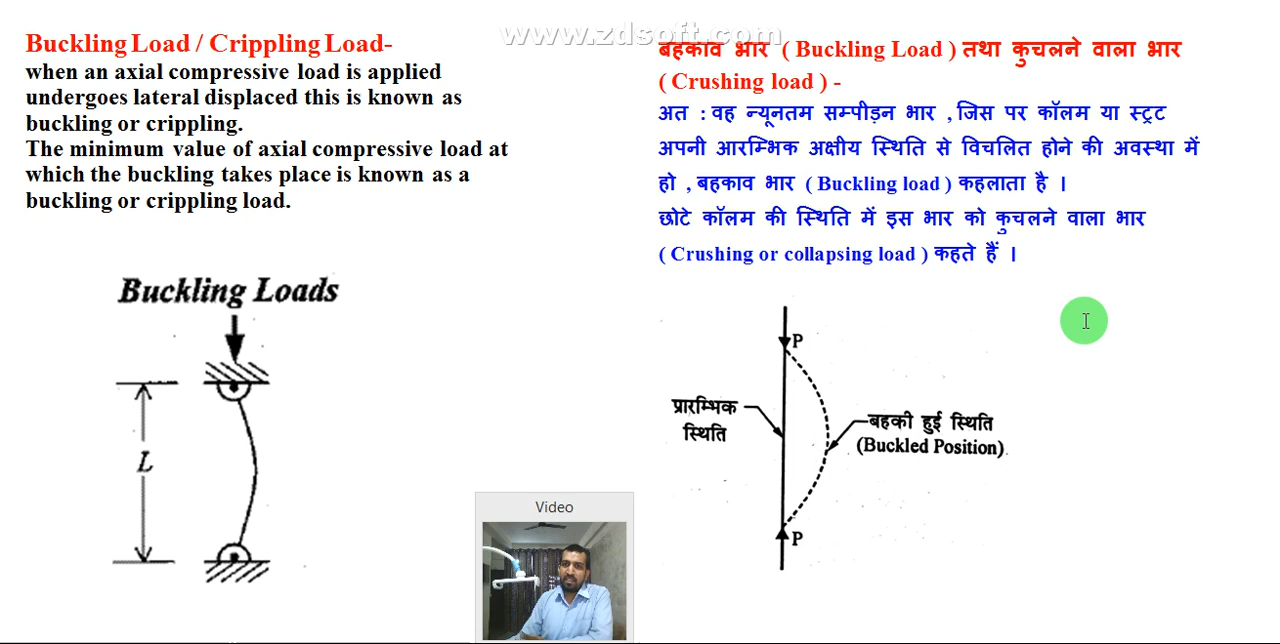 www.zdsoft.com
Buckling Load / Crippling Load-
when an axial compressive load is applied
undergoes lateral displaced this is known as
buckling or crippling.
The minimum value of axial compressive load at
which the buckling takes place is known as a
buckling or crippling load.
Buckling Loads
L
Video
बहकाव भार ( Buckling Load ) तथा कुचलने वाला भार
( Crushing load ) -
अत : वह न्यूनतम सम्पीड़न भार , जिस पर कॉलम या स्ट्रट
अपनी आरम्भिक अक्षीय स्थिति से विचलित होने की अवस्था में
हो , बहकाव भार ( Buckling load ) कहलाता है ।
छोटे कॉलम की स्थिति में इस भार को कुचलने वाला भार
( Crushing or collapsing load ) कहते हैं ।
P
प्रारम्भिक
स्थिति
बहकी हुई स्थिति
(Buckled Position)
P